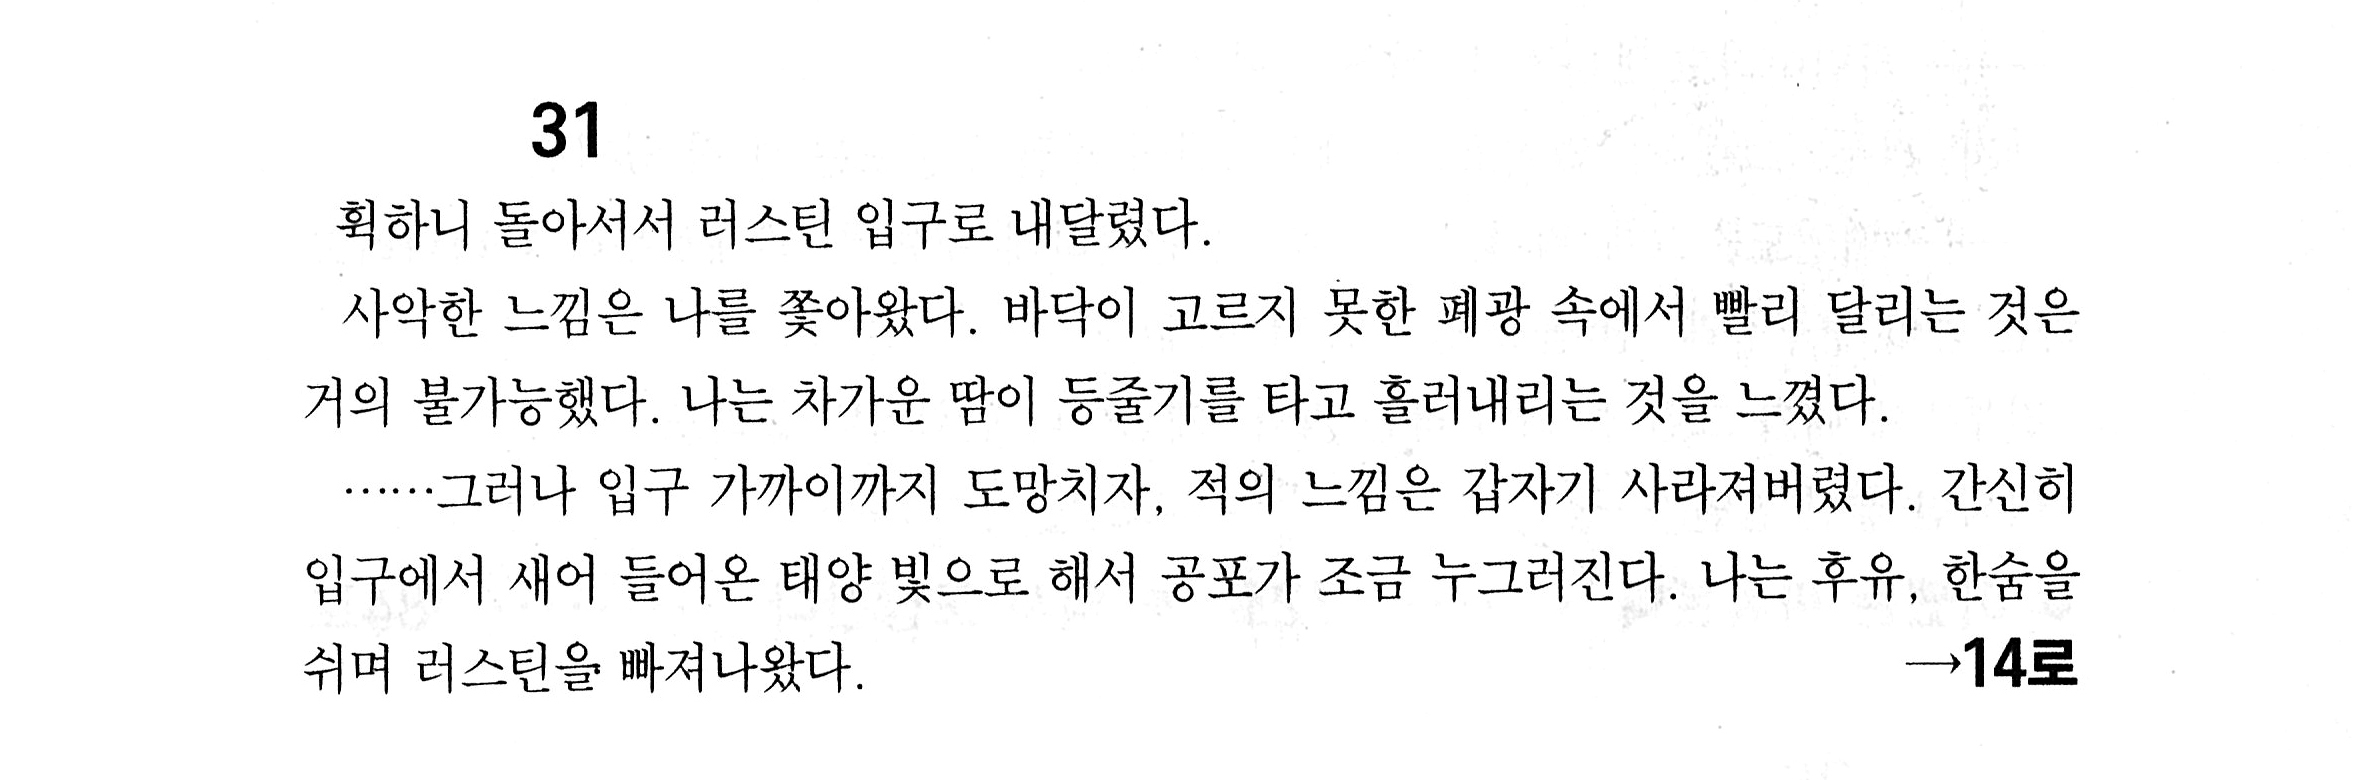 31
휙하니 돌아서서 러스틴 입구로 내달렸다.
사악한 느낌은 나를 쫓아왔다. 바닥이 고르지 못한 폐광 속에서 빨리 달리는 것은
거의 불가능했다. 나는 차가운 땀이 등줄기를 타고 흘러내리는 것을 느꼈다.
……그러나 입구 가까이까지 도망치자, 적의 느낌은 갑자기 사라져버렸다. 간신히
입구에서 새어 들어온 태양 빛으로 해서 공포가 조금 누그러진다. 나는 후유, 한숨을
쉬며 러스틴을 빠져나왔다. →14로